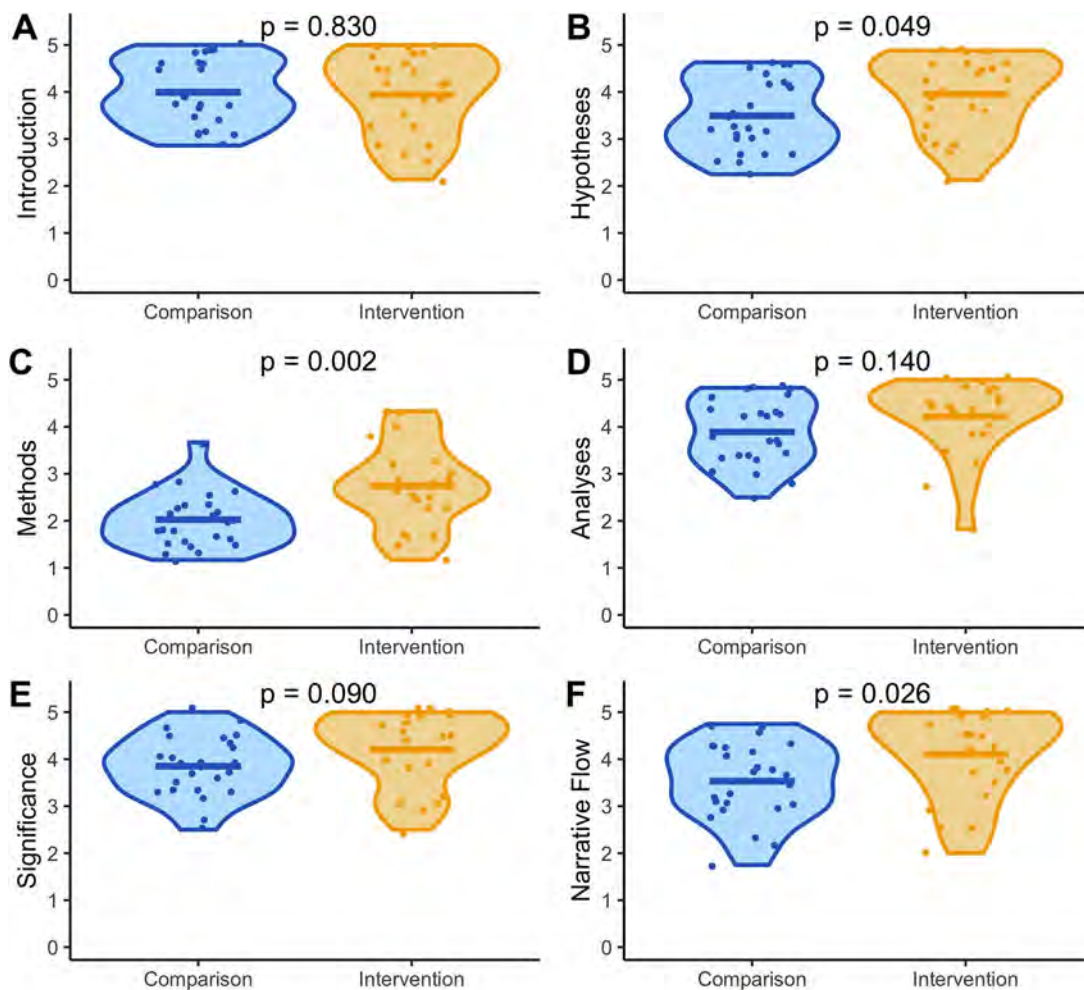 A
p = 0.830
Introduction
5
4
3
2
1
0
Comparison Intervention
B
p = 0.049
Hypotheses
5
4
3
2
1
0
Comparison Intervention
C
p = 0.002
Methods
5
4
3
2
1
0
Comparison Intervention
D
p = 0.140
Analyses
5
4
3
2
1
0
Comparison Intervention
E
p = 0.090
Significance
5
4
3
2
1
0
Comparison Intervention
F
p = 0.026
Narrative Flow
5
4
3
2
1
0
Comparison Intervention